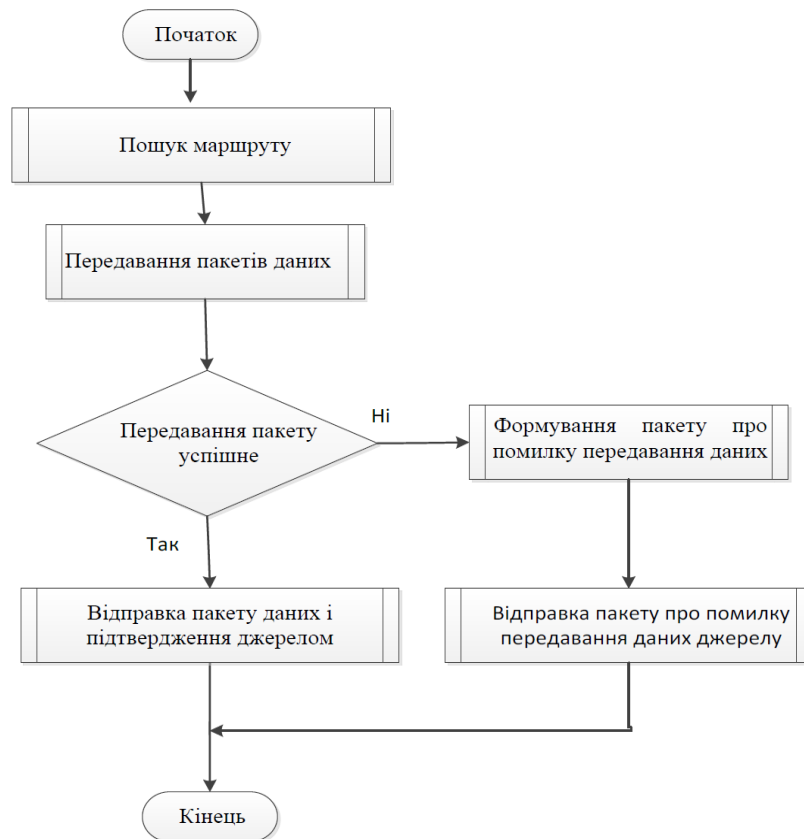 Початок
Пошук маршруту
Передавання пакетів даних
Передавання пакету
успішне
Ні
Формування пакету про
помилку передавання даних
Так
Відправка пакету даних і
підтвердження джерелом
Відправка пакету про помилку
передавання даних джерелу
Кінець